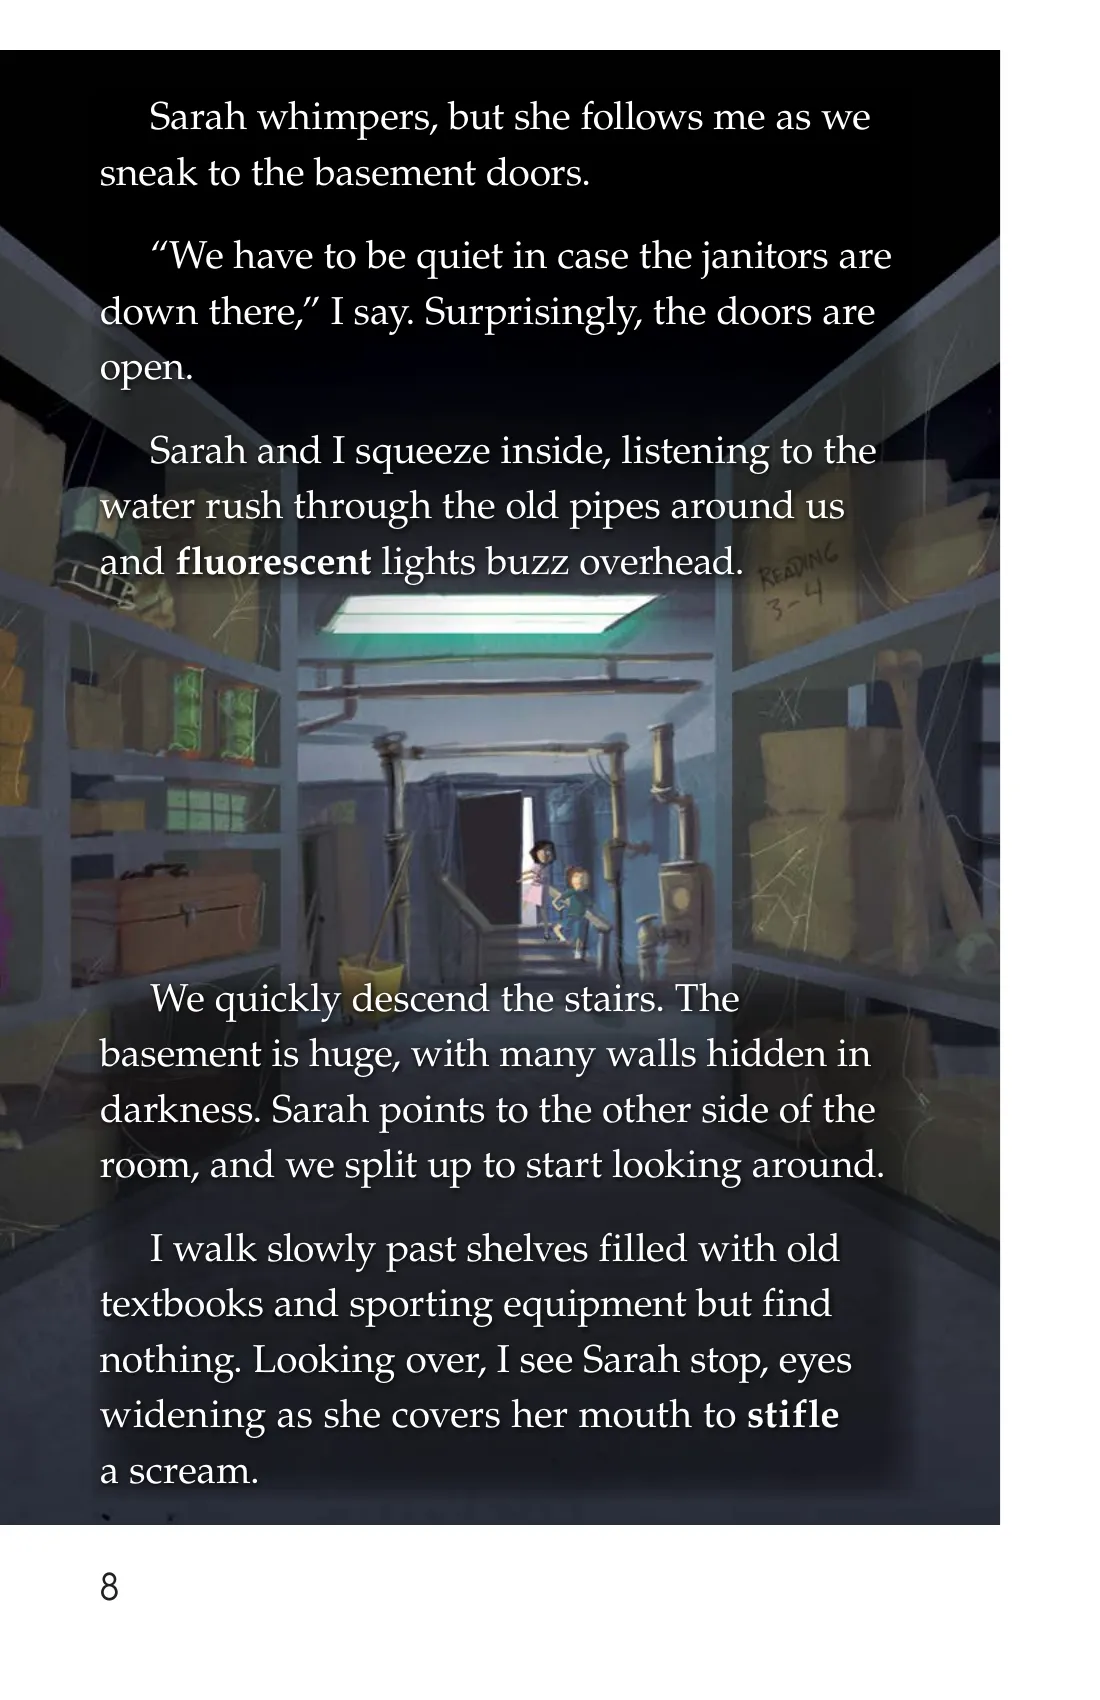 Sarah whimpers, but she follows me as we
sneak to the basement doors.
“We have to be quiet in case the janitors are
down there,” I say. Surprisingly, the doors are
open.
Sarah and I squeeze inside, listening to the
water rush through the old pipes around us
and fluorescent lights buzz overhead.
READING
3-4
We quickly descend the stairs. The
basement is huge, with many walls hidden in
darkness. Sarah points to the other side of the
room, and we split up to start looking around.
I walk slowly past shelves filled with old
textbooks and sporting equipment but find
nothing. Looking over, I see Sarah stop, eyes
widening as she covers her mouth to stifle
a scream.
8